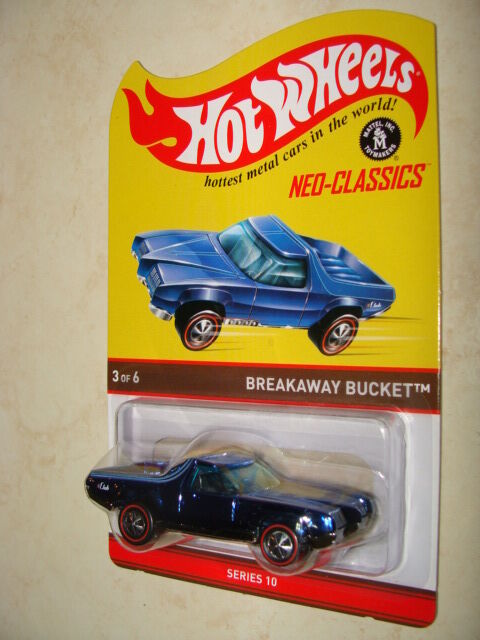 HOT WHEELS
hottest metal cars in the world!
MATTEL, INC.
M
TOYMAKERS
®
NEO-CLASSICS™
3 OF 6
BREAKAWAY BUCKET™
SERIES 10